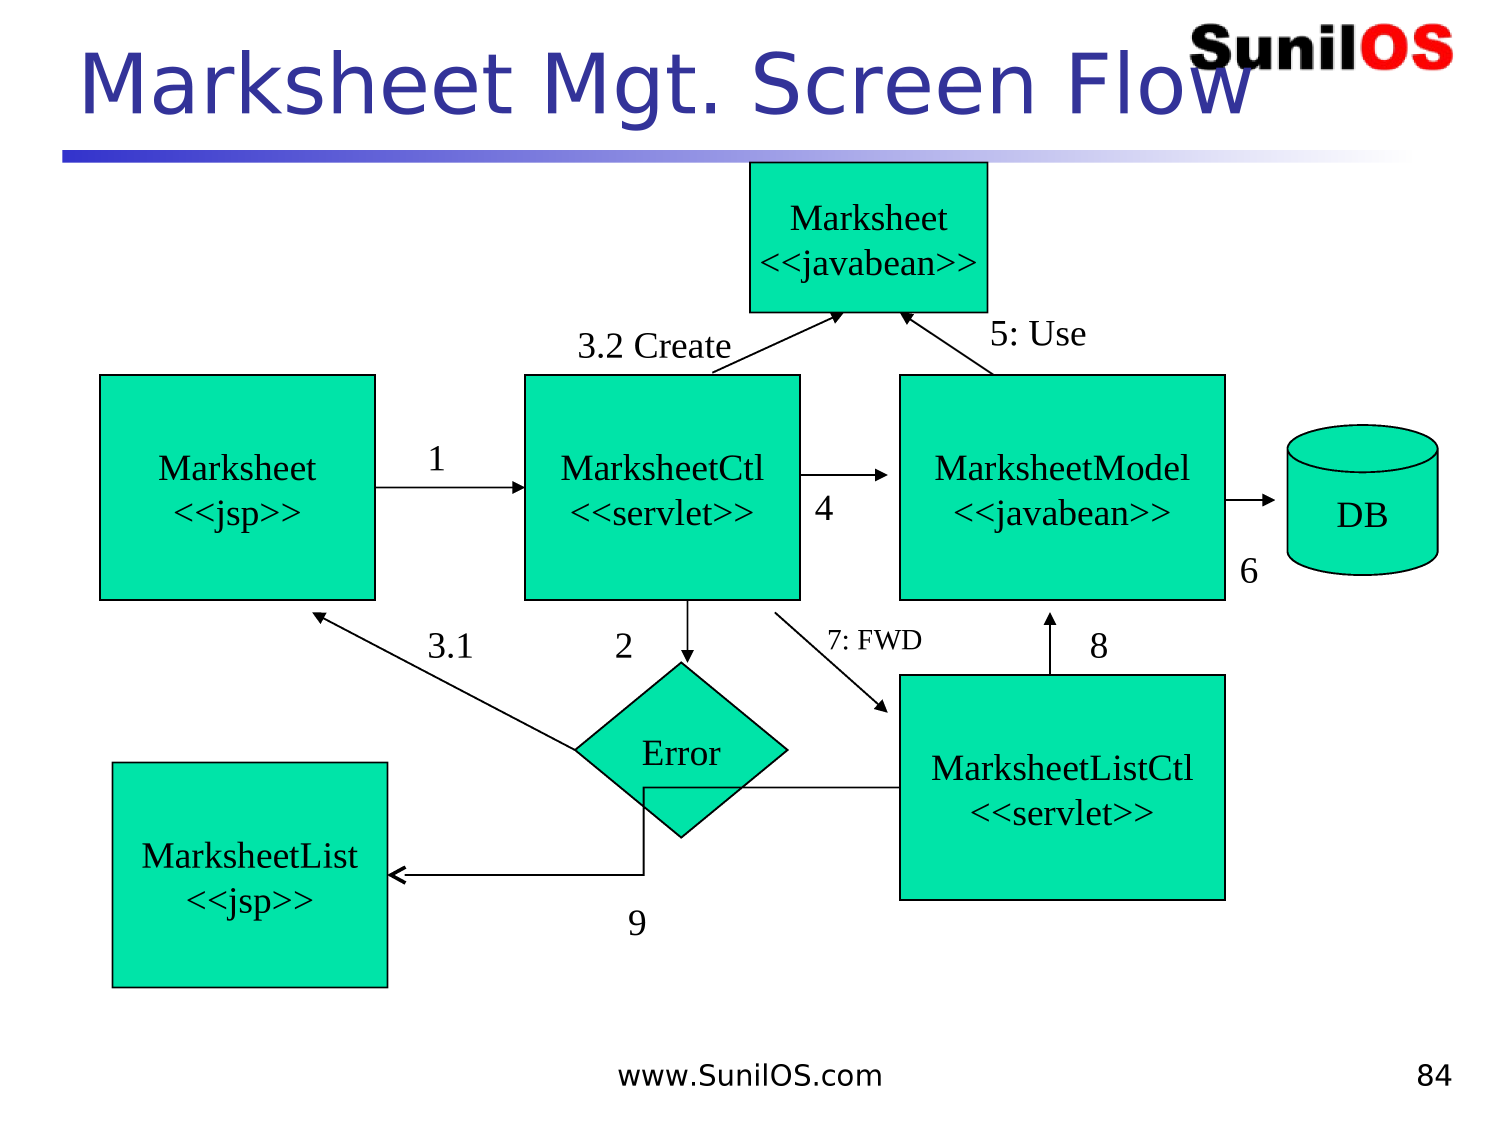 SunilOS
Marksheet Mgt. Screen Flow
Marksheet
<<javabean>>
3.2 Create
5: Use
Marksheet
<<jsp>>
1
MarksheetCtl
<<servlet>>
4
MarksheetModel
<<javabean>>
DB
6
3.1
2
7: FWD
8
Error
MarksheetListCtl
<<servlet>>
MarksheetList
<<jsp>>
9
www.SunilOS.com
84